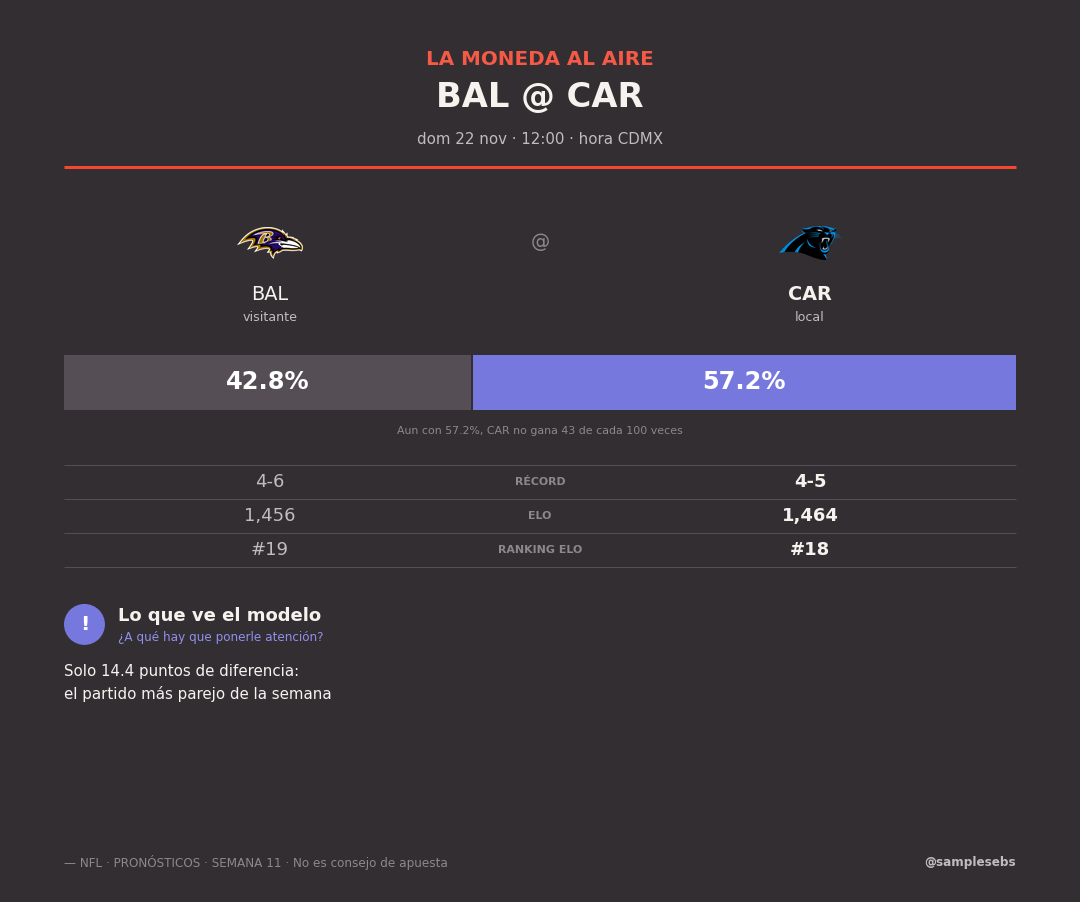 LA MONEDA AL AIRE
BAL @ CAR
dom 22 nov · 12:00 · hora CDMX
@
BAL
CAR
visitante
local
42.8%
57.2%
Aun con 57.2%, CAR no gana 43 de cada 100 veces
4-6 RÉCORD 4-5
1,456 ELO 1,464
#19 RANKING ELO #18
! Lo que ve el modelo
¿A qué hay que ponerle atención?
Solo 14.4 puntos de diferencia:
el partido más parejo de la semana
— NFL · PRONÓSTICOS · SEMANA 11 · No es consejo de apuesta
@samplesebs